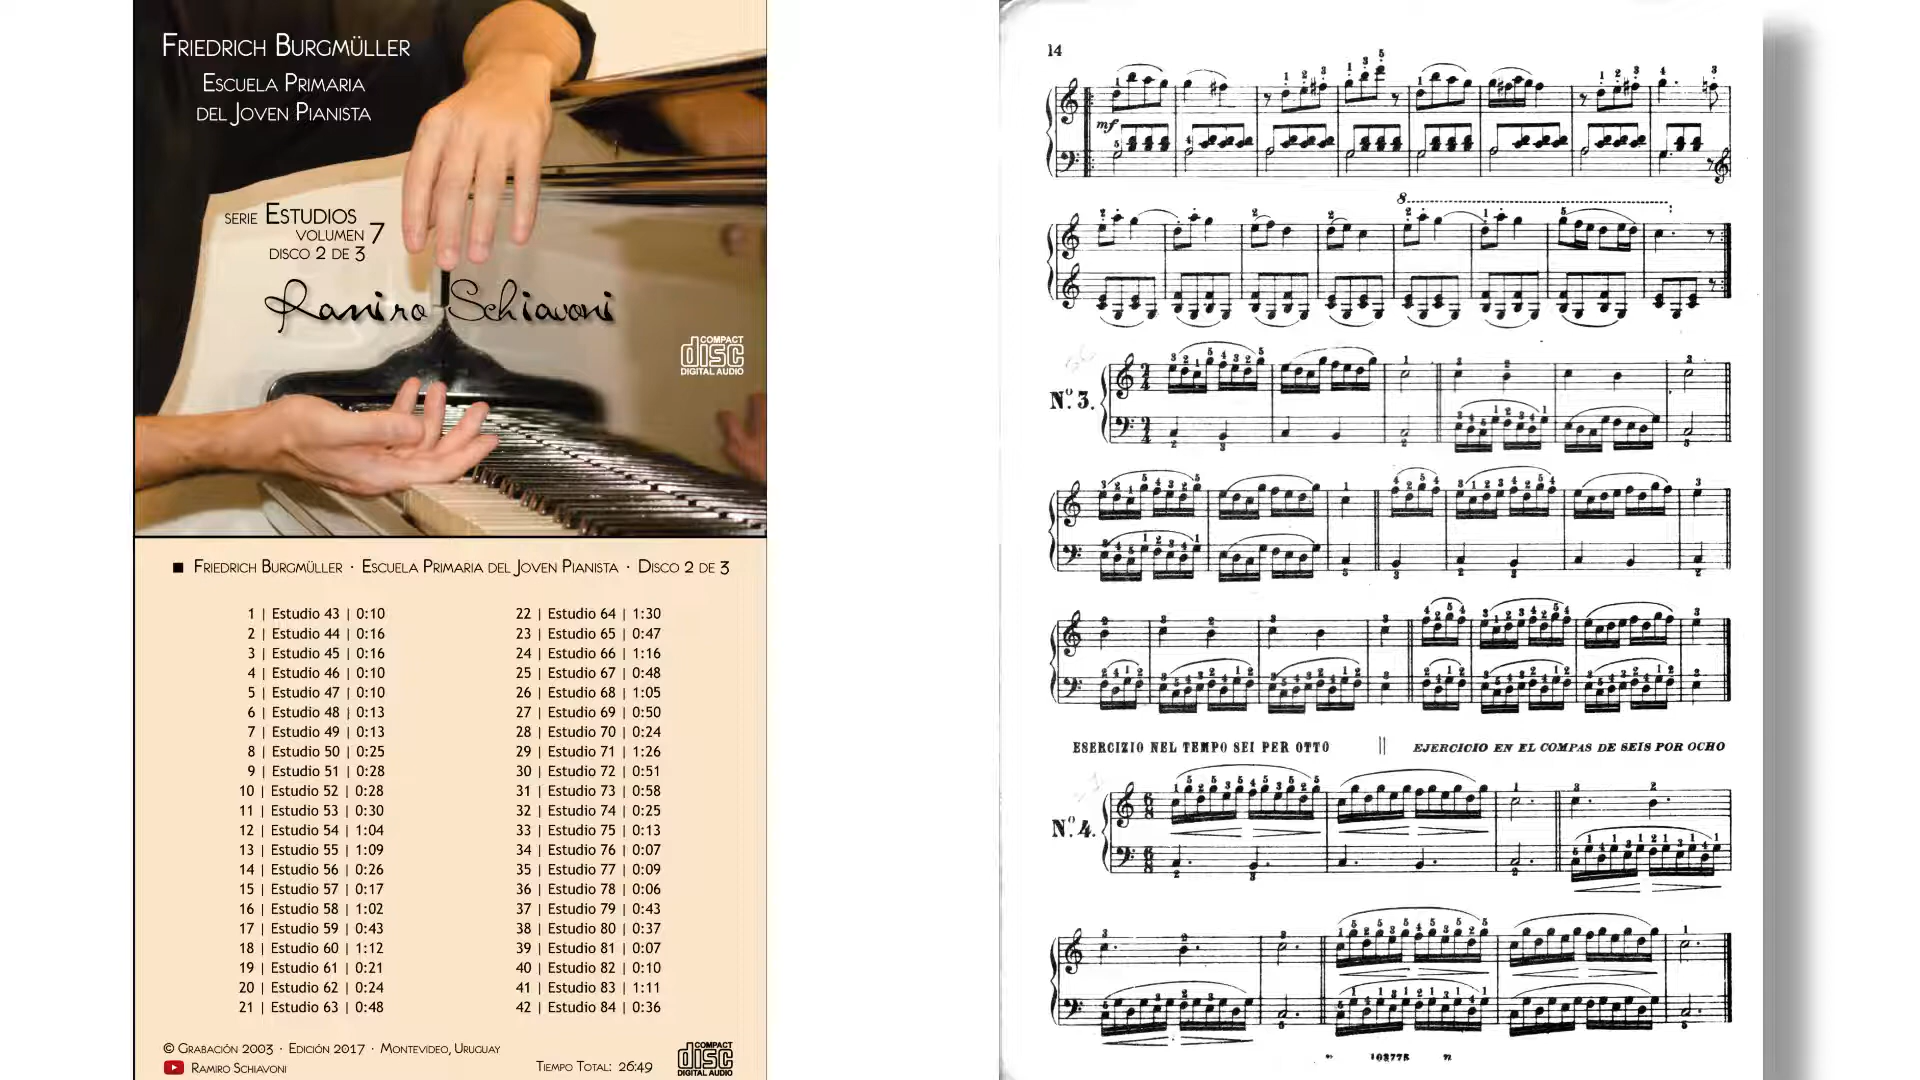 FRIEDRICH BURGMÜLLER
ESCUELA PRIMARIA
DEL JOVEN PIANISTA
SERIE ESTUDIOS
VOLUMEN 7
DISCO 2 DE 3
Ramiro Schiavoni
COMPACT
disc
DIGITAL AUDIO
■ FRIEDRICH BURGMÜLLER · ESCUELA PRIMARIA DEL JOVEN PIANISTA · DISCO 2 DE 3
1 | Estudio 43 | 0:10
2 | Estudio 44 | 0:16
3 | Estudio 45 | 0:16
4 | Estudio 46 | 0:10
5 | Estudio 47 | 0:10
6 | Estudio 48 | 0:13
7 | Estudio 49 | 0:13
8 | Estudio 50 | 0:25
9 | Estudio 51 | 0:28
10 | Estudio 52 | 0:28
11 | Estudio 53 | 0:30
12 | Estudio 54 | 1:04
13 | Estudio 55 | 1:09
14 | Estudio 56 | 0:26
15 | Estudio 57 | 0:17
16 | Estudio 58 | 1:02
17 | Estudio 59 | 0:43
18 | Estudio 60 | 1:12
19 | Estudio 61 | 0:21
20 | Estudio 62 | 0:24
21 | Estudio 63 | 0:48
22 | Estudio 64 | 1:30
23 | Estudio 65 | 0:47
24 | Estudio 66 | 1:16
25 | Estudio 67 | 0:48
26 | Estudio 68 | 1:05
27 | Estudio 69 | 0:50
28 | Estudio 70 | 0:24
29 | Estudio 71 | 1:26
30 | Estudio 72 | 0:51
31 | Estudio 73 | 0:58
32 | Estudio 74 | 0:25
33 | Estudio 75 | 0:13
34 | Estudio 76 | 0:07
35 | Estudio 77 | 0:09
36 | Estudio 78 | 0:06
37 | Estudio 79 | 0:43
38 | Estudio 80 | 0:37
39 | Estudio 81 | 0:07
40 | Estudio 82 | 0:10
41 | Estudio 83 | 1:11
42 | Estudio 84 | 0:36
© GRABACIÓN 2003 · EDICIÓN 2017 · MONTEVIDEO, URUGUAY
RAMIRO SCHIAVONI
TIEMPO TOTAL: 26:49
COMPACT
disc
DIGITAL AUDIO
14
mf
8
Nº 3.
ESERCIZIO NEL TEMPO SEI PER OTTO
EJERCICIO EN EL COMPAS DE SEIS POR OCHO
Nº 4.
108775